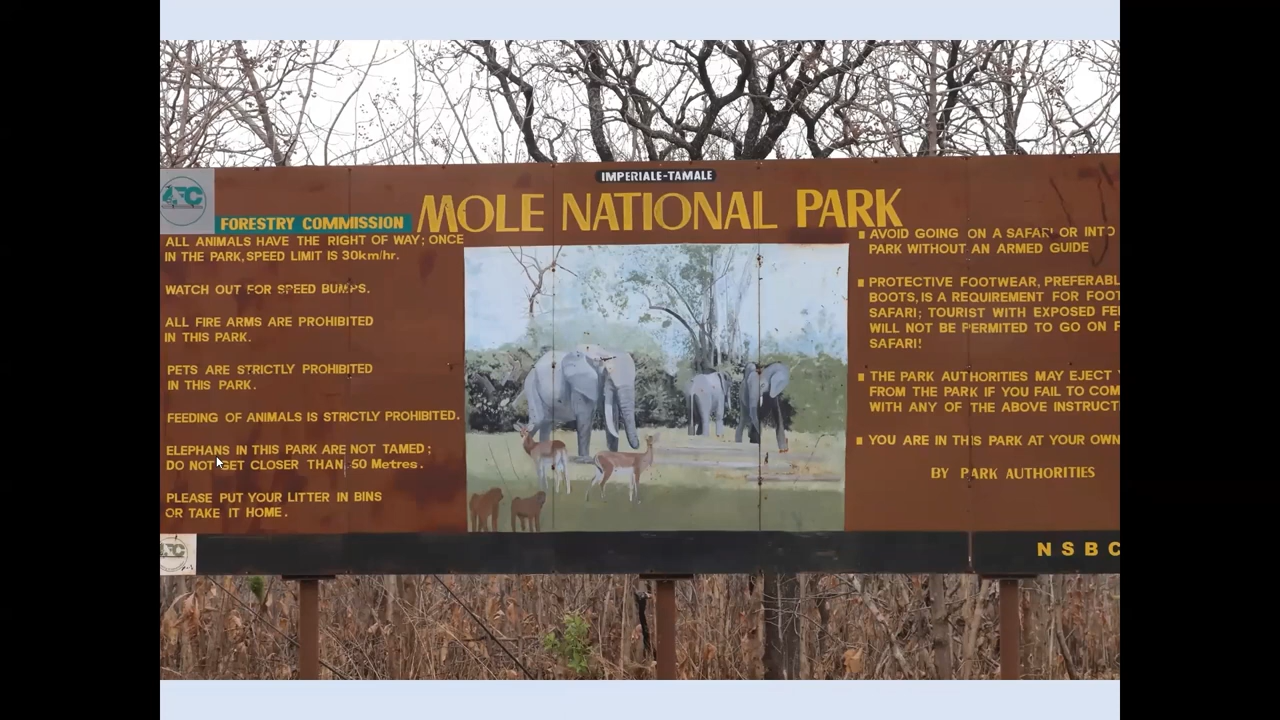 IMPERIALE-TAMALE
MOLE NATIONAL PARK
FORESTRY COMMISSION
ALL ANIMALS HAVE THE RIGHT OF WAY; ONCE
IN THE PARK,SPEED LIMIT IS 30km/hr.
WATCH OUT FOR SPEED BUMPS.
ALL FIRE ARMS ARE PROHIBITED
IN THIS PARK.
PETS ARE STRICTLY PROHIBITED
IN THIS PARK.
FEEDING OF ANIMALS IS STRICTLY PROHIBITED.
ELEPHANS IN THIS PARK ARE NOT TAMED;
DO NOT GET CLOSER THAN 50 Metres.
PLEASE PUT YOUR LITTER IN BINS
OR TAKE IT HOME.
AVOID GOING ON A SAFARI OR INTO
PARK WITHOUT AN ARMED GUIDE
PROTECTIVE FOOTWEAR, PREFERABL
BOOTS,IS A REQUIREMENT FOR FOOT
SAFARI; TOURIST WITH EXPOSED
WILL NOT BE PERMITED TO GO ON
SAFARI!
THE PARK AUTHORITIES MAY EJECT
FROM THE PARK IF YOU FAIL TO COM
WITH ANY OF THE ABOVE INSTRUCTI
YOU ARE IN THIS PARK AT YOUR OWN
BY PARK AUTHORITIES
NSBC